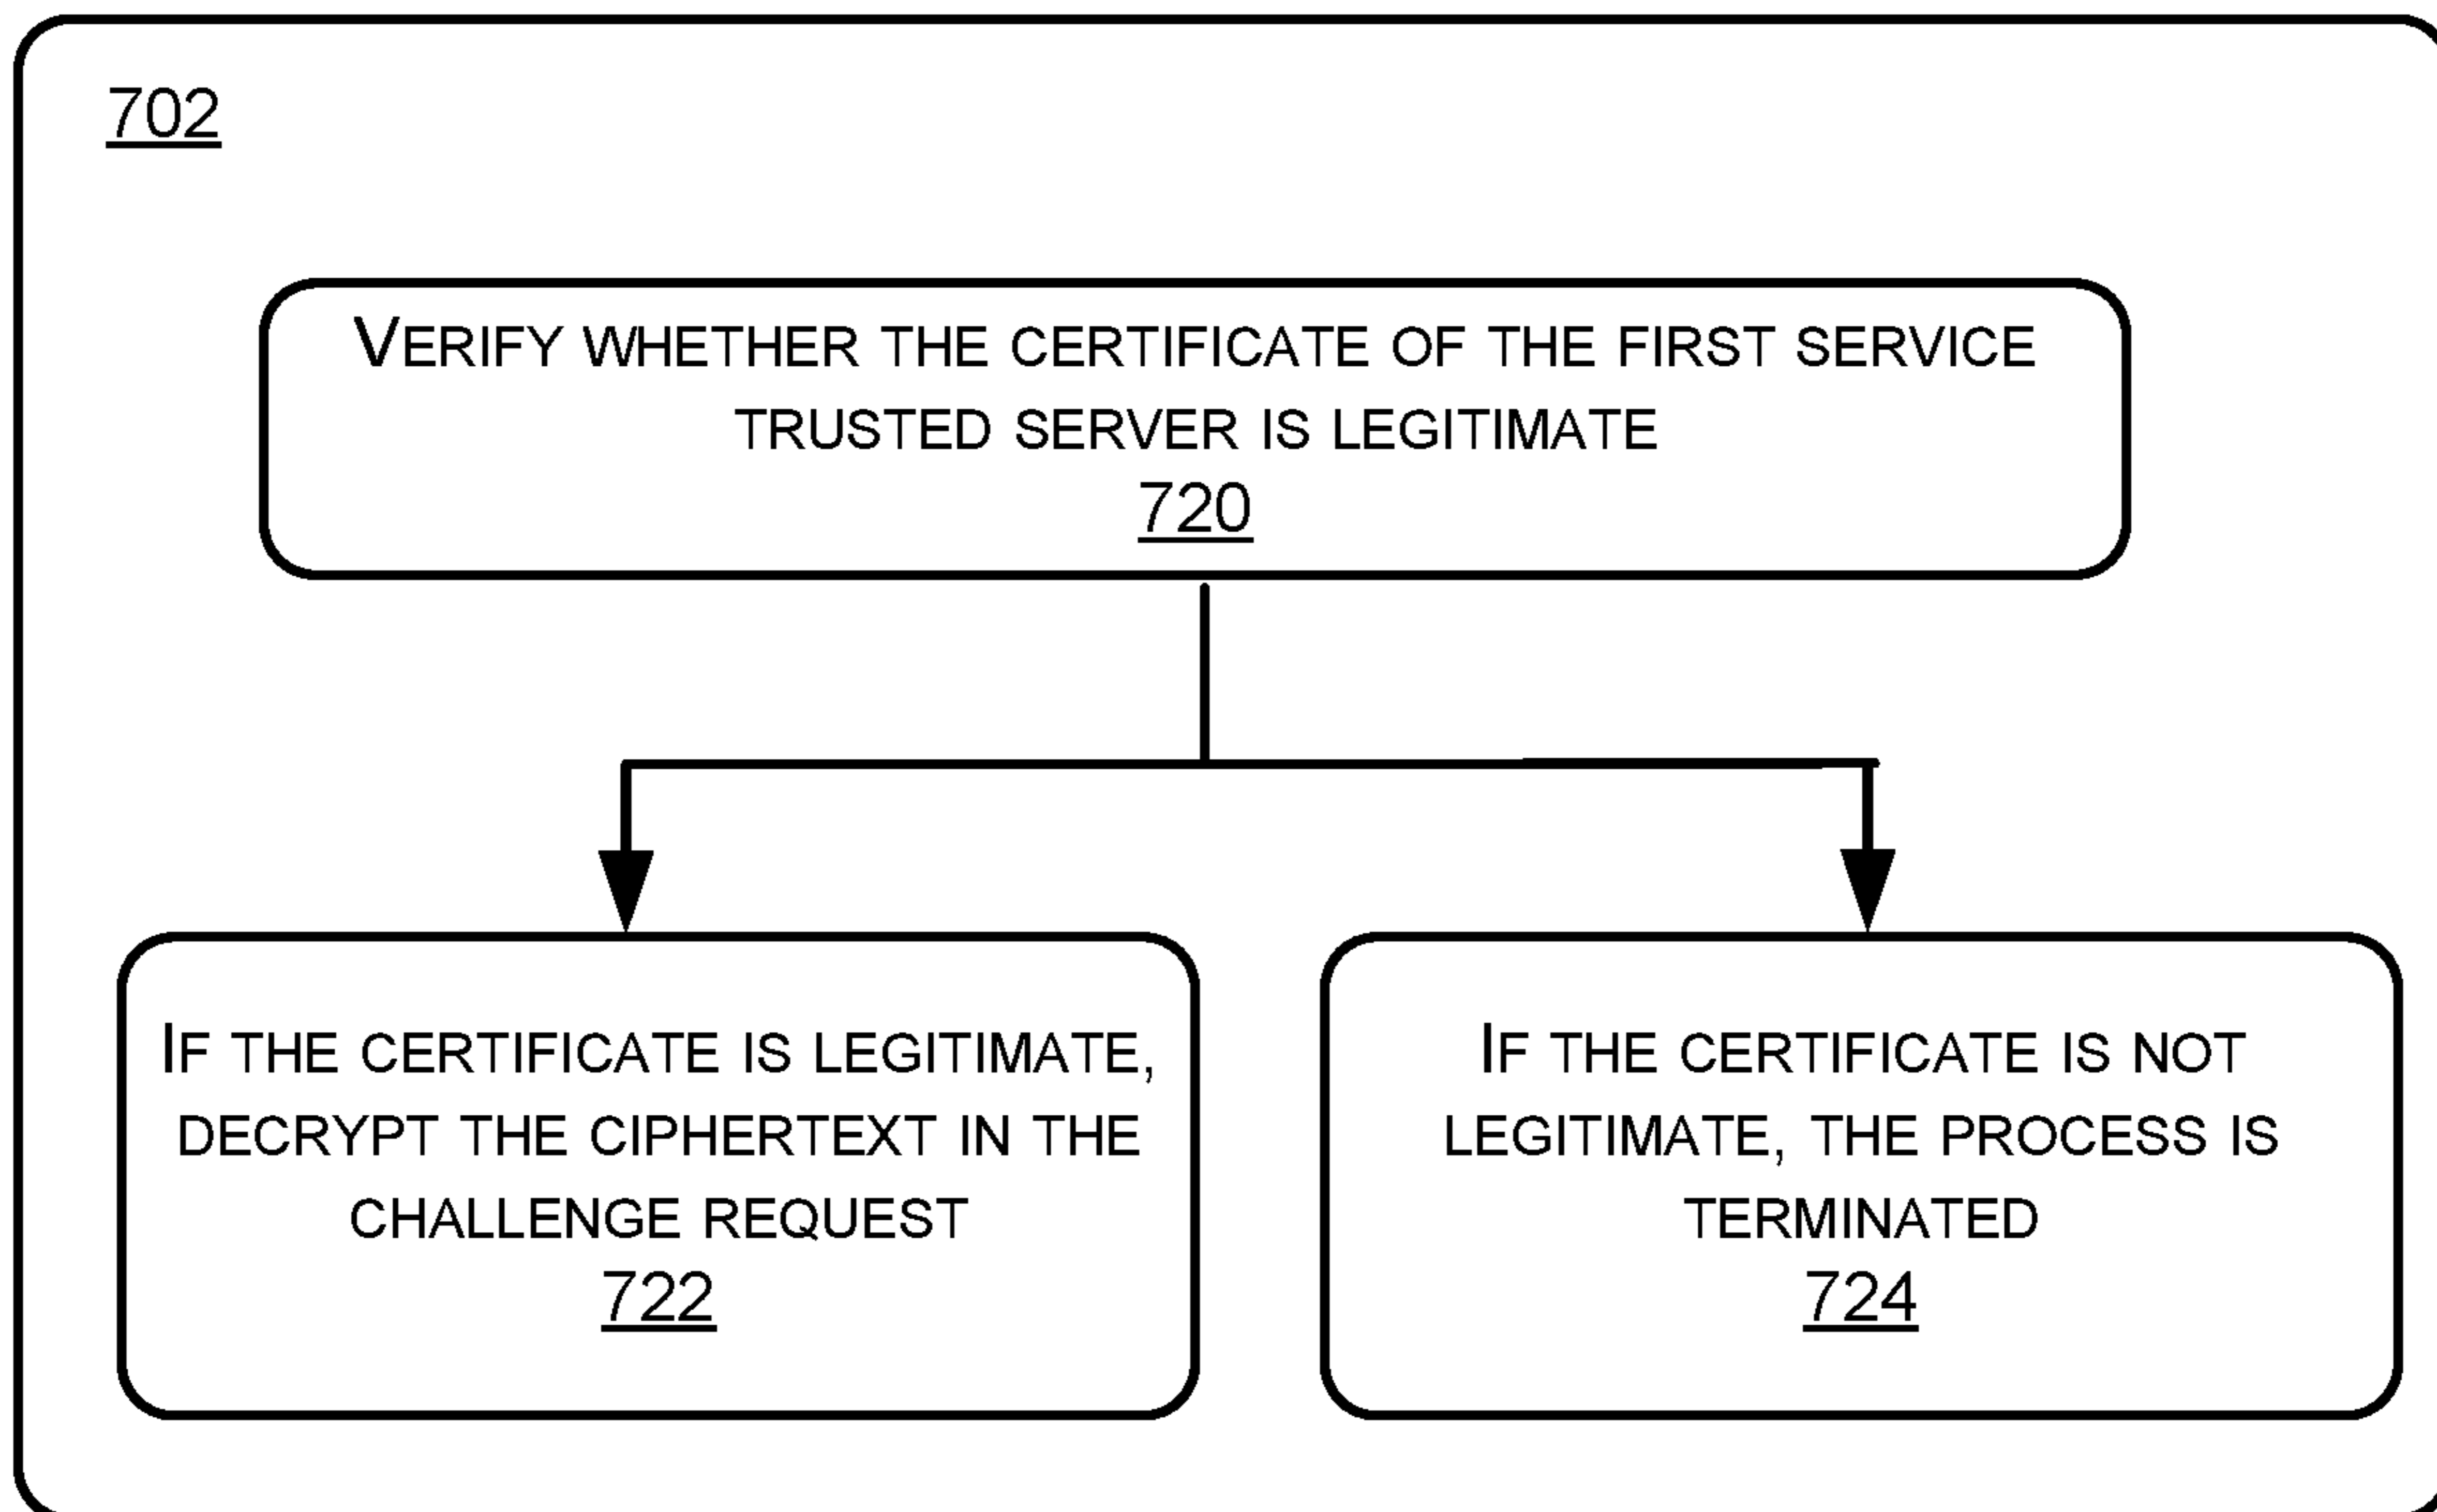 702
VERIFY WHETHER THE CERTIFICATE OF THE FIRST SERVICE
TRUSTED SERVER IS LEGITIMATE
720
IF THE CERTIFICATE IS LEGITIMATE,
DECRYPT THE CIPHERTEXT IN THE
CHALLENGE REQUEST
722
IF THE CERTIFICATE IS NOT
LEGITIMATE, THE PROCESS IS
TERMINATED
724